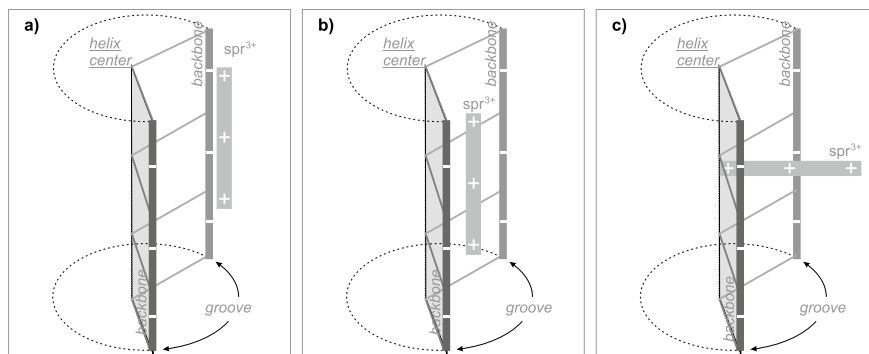 a)
helix
center
backbone
spr3+
+
+
+
backbone
groove
b)
helix
center
backbone
spr3+
+
+
+
backbone
groove
c)
helix
center
backbone
spr3+
+ + +
backbone
groove